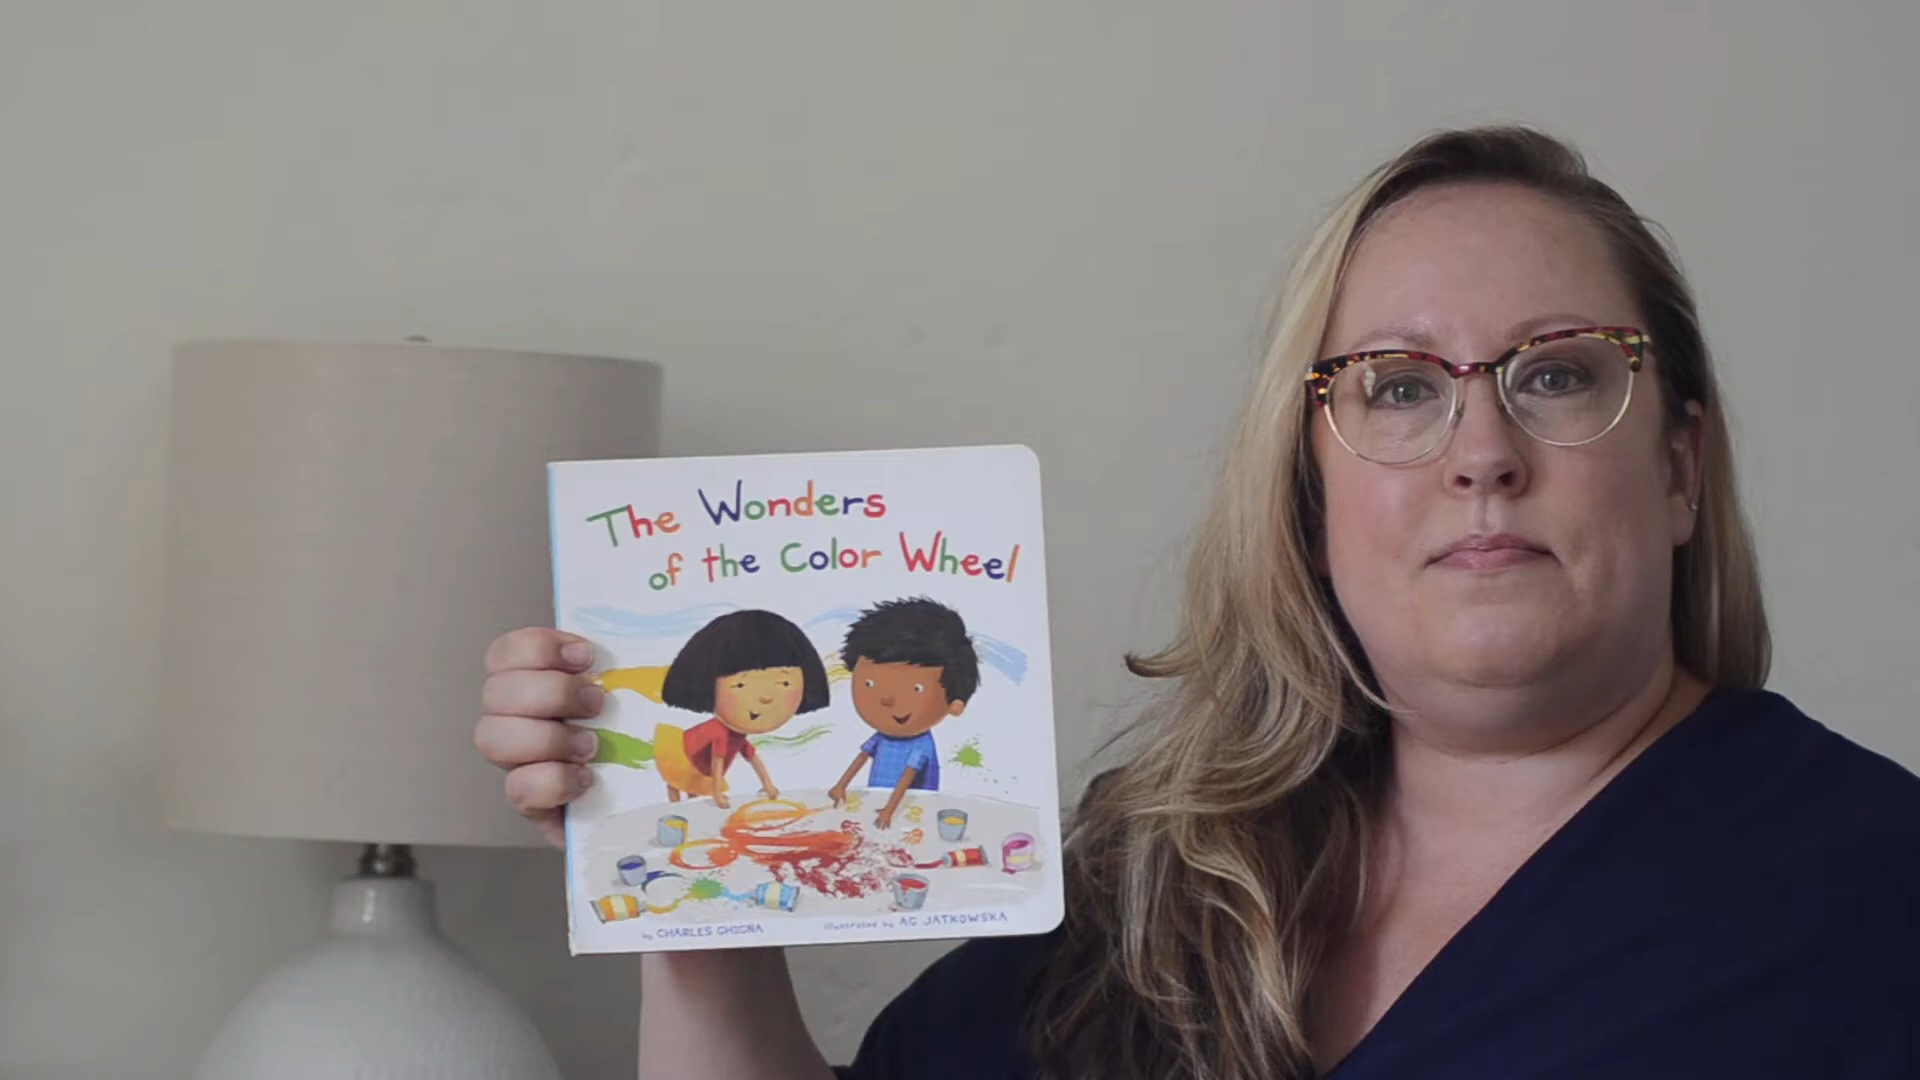 The Wonders
of the Color Wheel
by CHARLES GHIGNA
illustrated by AG JATKOWSKA